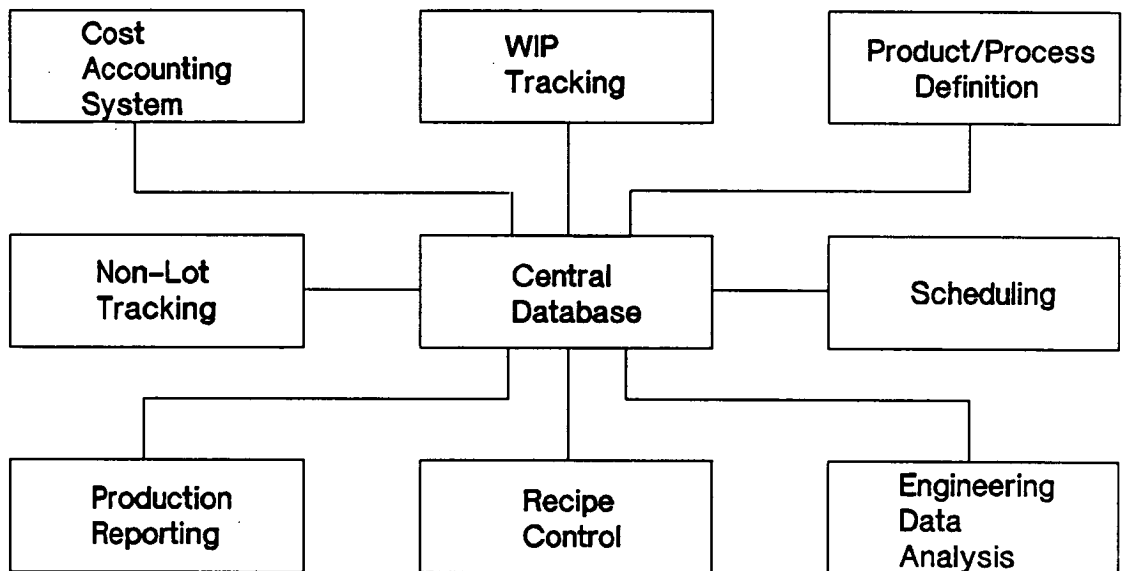 Cost
Accounting
System
WIP
Tracking
Product/Process
Definition
Non-Lot
Tracking
Central
Database
Scheduling
Production
Reporting
Recipe
Control
Engineering
Data
Analysis